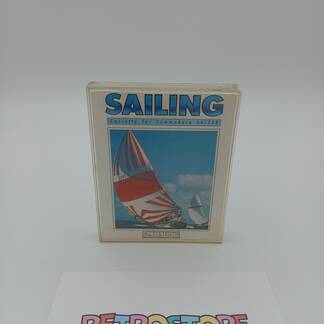 SAILING
Cassette for Commodore 64/128
RETROSTORE